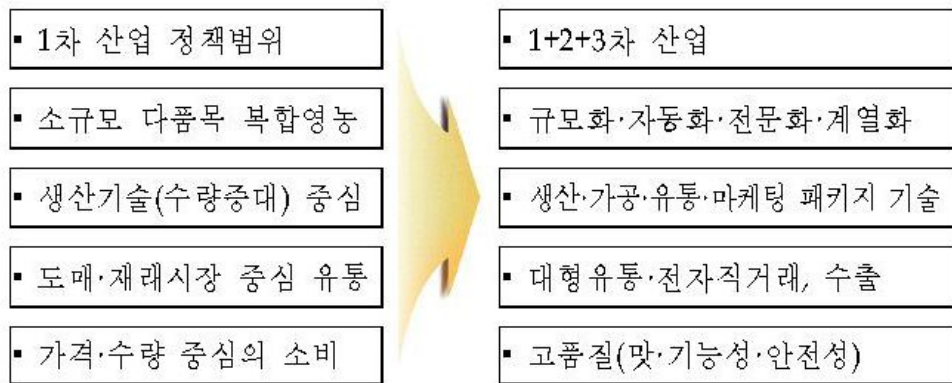 ▪ 1차 산업 정책범위
▪ 소규모 다품목 복합영농
▪ 생산기술(수량증대) 중심
▪ 도매·재래시장 중심 유통
▪ 가격·수량 중심의 소비
▪ 1+2+3차 산업
▪ 규모화·자동화·전문화·계열화
▪ 생산·가공·유통·마케팅 패키지 기술
▪ 대형유통·전자직거래, 수출
▪ 고품질(맛·기능성·안전성)